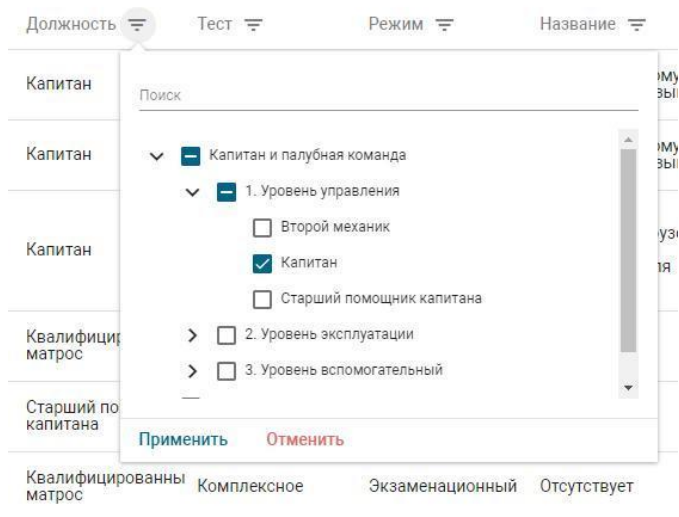 Должность Тест Режим Название
Капитан
Поиск
Капитан
Капитан и палубная команда
1. Уровень управления
Второй механик
Капитан
Капитан
Старший помощник капитана
2. Уровень эксплуатации
матрос
3. Уровень вспомогательный
Старший
капитана
Применить Отменить
Квалифицированны
матрос
Комплексное Экзаменационный Отсутствует